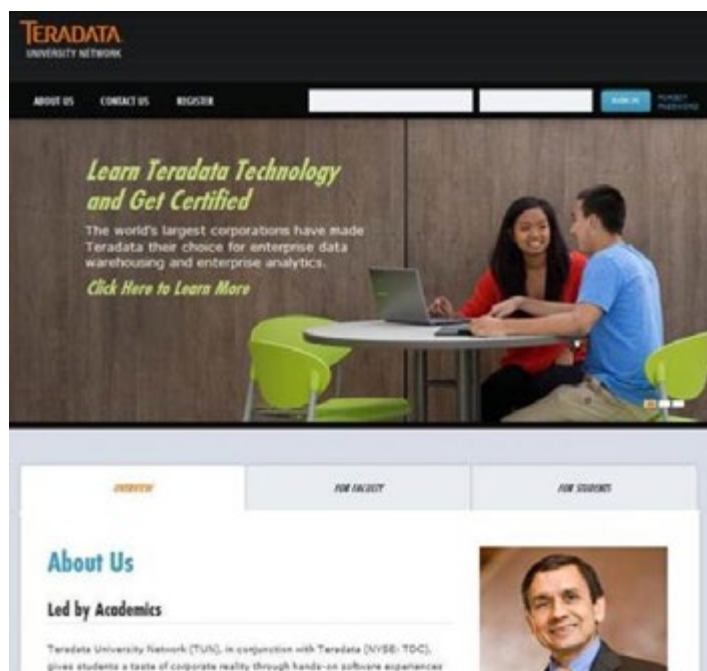 TERADATA
UNIVERSITY NETWORK
ABOUT US CONTACT US REGISTER SIGN IN FORGOT
PASSWORD
Learn Teradata Technology
and Get Certified
The world's largest corporations have made
Teradata their choice for enterprise data
warehousing and enterprise analytics.
Click Here to Learn More
OVERVIEW FOR FACULTY FOR STUDENTS
About Us
Led by Academics
Teradata University Network (TUN), in conjunction with Teradata (NYSE: TDC),
gives students a taste of corporate reality through hands-on software experiences